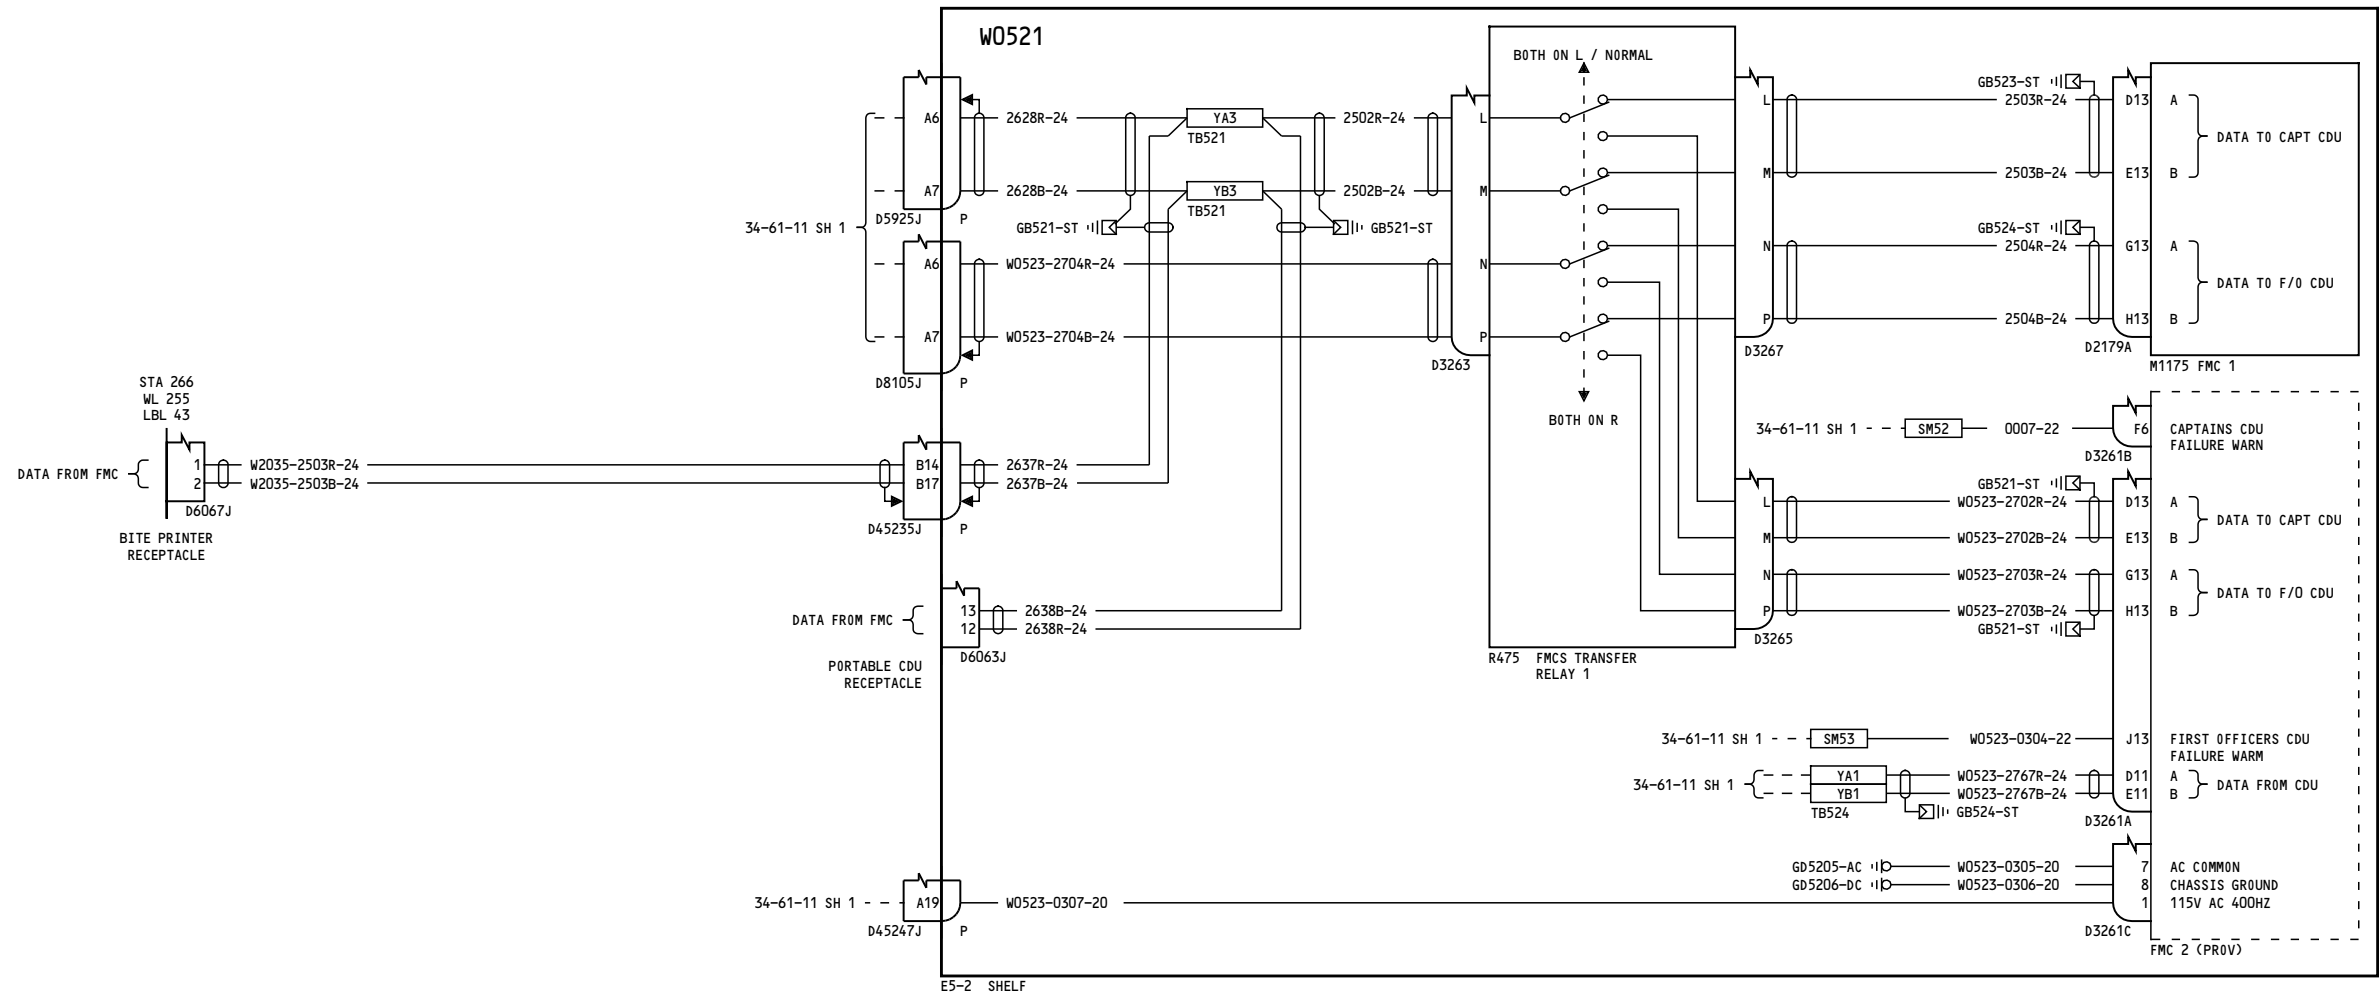 W0521
BOTH ON L / NORMAL
BOTH ON R
34-61-11 SH 1
A6
A7
D5925J
P
A6
A7
D8105J
P
2628R-24
2628B-24
GB521-ST
W0523-2704R-24
W0523-2704B-24
YA3
TB521
YB3
TB521
2502R-24
2502B-24
GB521-ST
L
M
N
P
D3263
L
M
N
P
D3267
GB523-ST
2503R-24
2503B-24
GB524-ST
2504R-24
2504B-24
D13
E13
G13
H13
D2179A
A
B
DATA TO CAPT CDU
A
B
DATA TO F/O CDU
M1175 FMC 1
STA 266
WL 255
LBL 43
DATA FROM FMC
1
2
D6067J
BITE PRINTER
RECEPTACLE
W2035-2503R-24
W2035-2503B-24
B14
B17
D45235J
P
2637R-24
2637B-24
DATA FROM FMC
13
12
D6063J
2638B-24
2638R-24
PORTABLE CDU
RECEPTACLE
R475 FMCS TRANSFER
RELAY 1
34-61-11 SH 1
SM52
0007-22
F6
CAPTAINS CDU
FAILURE WARN
D3261B
L
M
N
P
D3265
GB521-ST
W0523-2702R-24
W0523-2702B-24
W0523-2703R-24
W0523-2703B-24
GB521-ST
D13
E13
G13
H13
A
B
DATA TO CAPT CDU
A
B
DATA TO F/O CDU
34-61-11 SH 1
SM53
W0523-0304-22
J13
FIRST OFFICERS CDU
FAILURE WARM
34-61-11 SH 1
YA1
YB1
TB524
GB524-ST
W0523-2767R-24
W0523-2767B-24
D11
E11
A
B
DATA FROM CDU
D3261A
GD5205-AC
W0523-0305-20
7
AC COMMON
GD5206-DC
W0523-0306-20
8
CHASSIS GROUND
34-61-11 SH 1
A19
W0523-0307-20
1
115V AC 400HZ
D45247J
P
D3261C
FMC 2 (PROV)
E5-2 SHELF